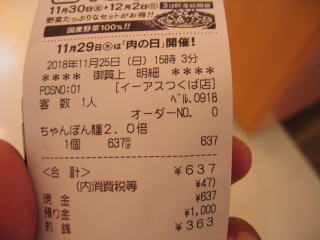 11月30日㊎▶12月2日㊐
野菜たっぷりなセットがお得!!
国産野菜100%!!
11月29日㊍は「肉の日」開催!
2018年11月25日(日) 15時 3分
**** 御買上 明細 ****
POSNO:01 [イーアスつくば店]
客 数 1人 ベル.0918
オーダーNO. 0
ちゃんぽん麺2.0倍
1個 637@ 637
<合 計> ¥637
(内消費税等 ¥47)
現 金 ¥637
預り金 ¥1,000
釣 銭 ¥363